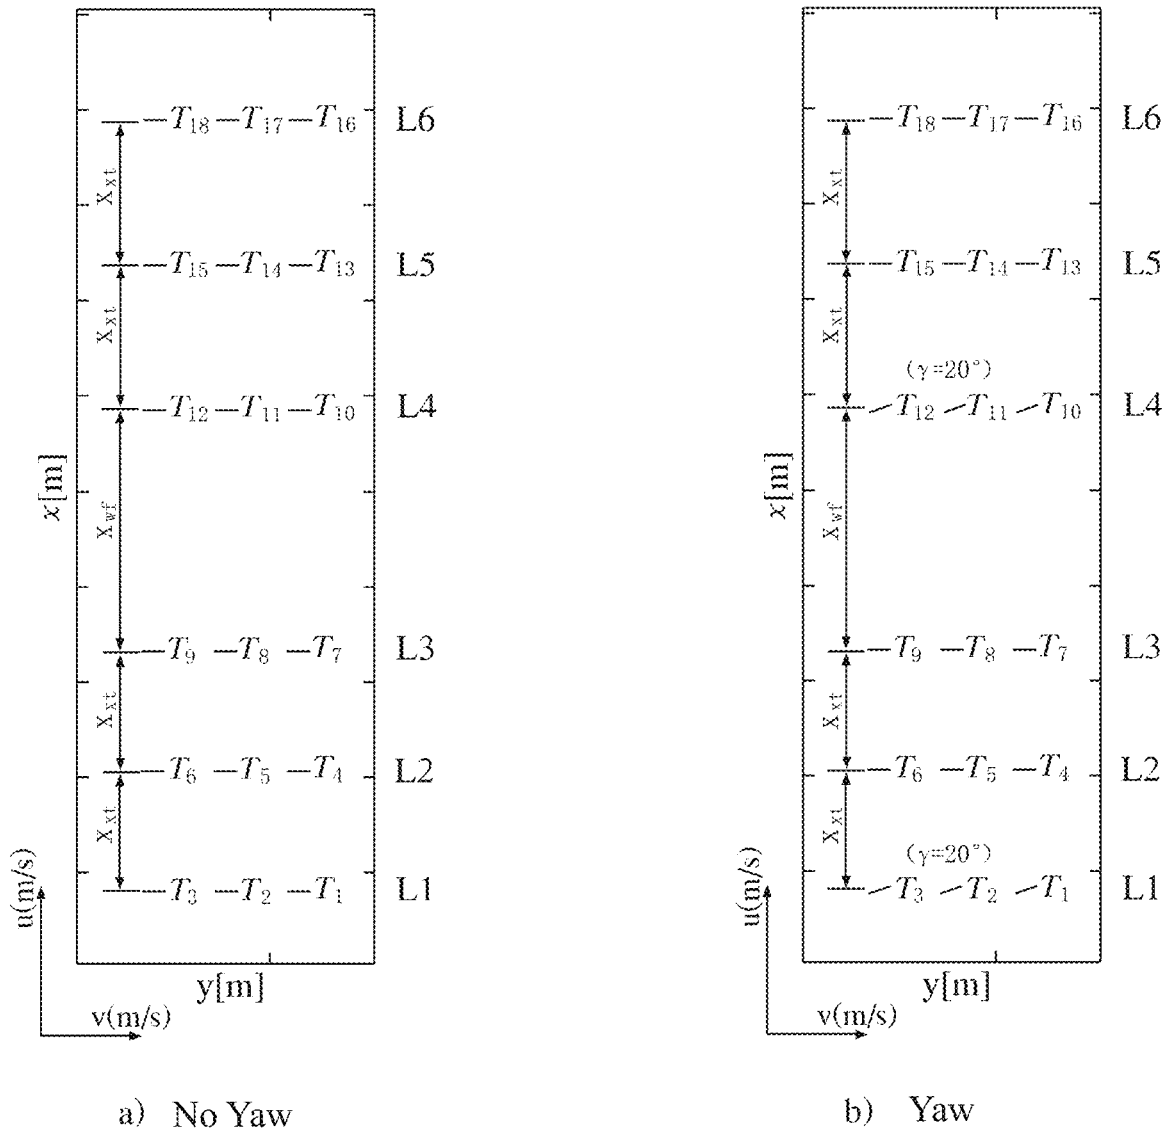 T18 T17 T16 L6
Xxt
T15 T14 T13 L5
Xxt
T12 T11 T10 L4
x[m]
Xwf
T9 T8 T7 L3
Xxt
T6 T5 T4 L2
Xxt
T3 T2 T1 L1
u(m/s)
y[m]
v(m/s)
a) No Yaw
T18 T17 T16 L6
Xxt
T15 T14 T13 L5
Xxt
(γ=20°)
T12 T11 T10 L4
x[m]
Xwf
T9 T8 T7 L3
Xxt
T6 T5 T4 L2
Xxt
(γ=20°)
T3 T2 T1 L1
u(m/s)
y[m]
v(m/s)
b) Yaw